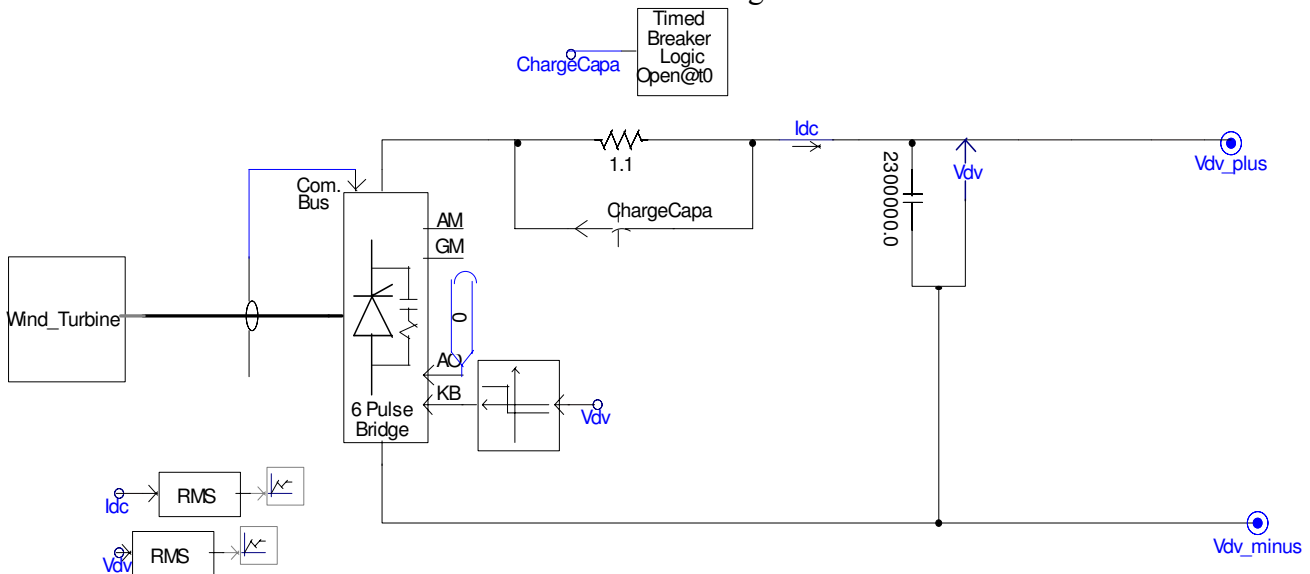 Timed
Breaker
Logic
Open@t0
ChargeCapa
Idc
1.1
Vdv_plus
Vdv
2300000.0
Com.
Bus
AM
ChargeCapa
GM
0
Wind_Turbine
AO
KB
6 Pulse
Bridge
Vdv
RMS
Idc
RMS
Vdv
Vdv_minus